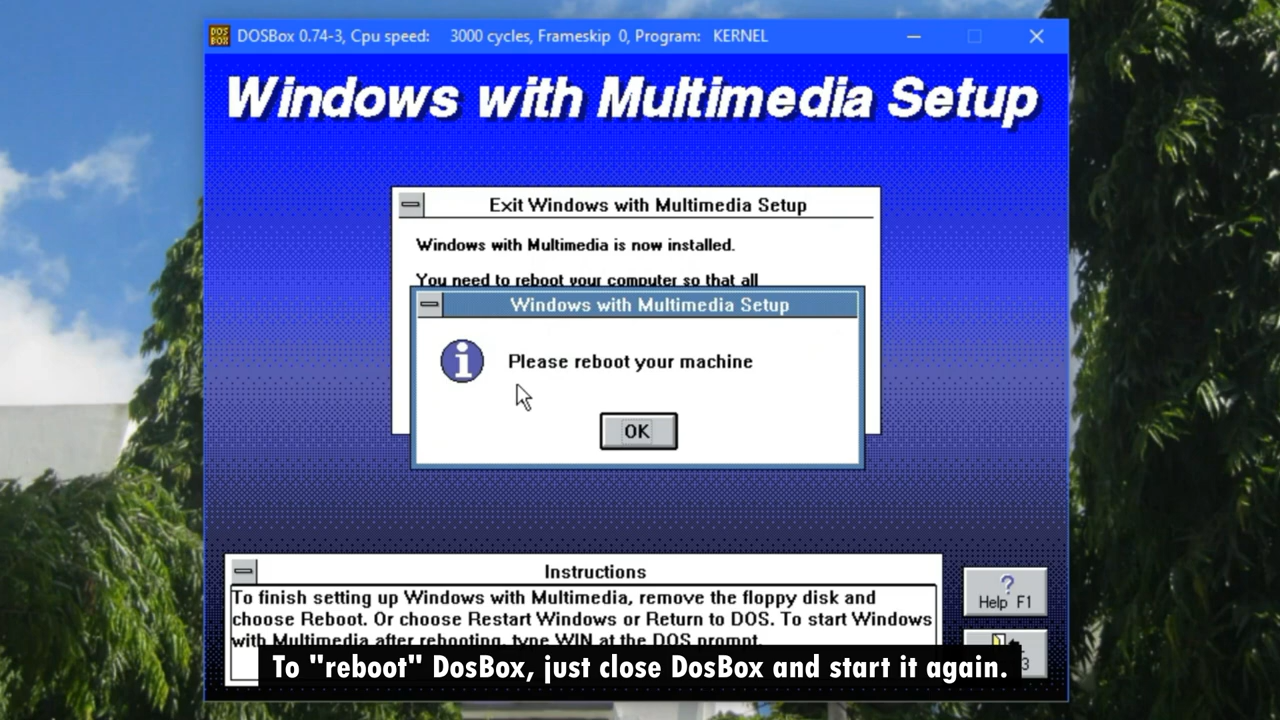 DOSBox 0.74-3, Cpu speed: 3000 cycles, Frameskip 0, Program: KERNEL
Windows with Multimedia Setup
Exit Windows with Multimedia Setup
Windows with Multimedia is now installed.
You need to reboot your computer so that all
Windows with Multimedia Setup
Please reboot your machine
OK
Instructions
To finish setting up Windows with Multimedia, remove the floppy disk and
choose Reboot. Or choose Restart Windows or Return to DOS. To start Windows
with Multimedia after rebooting, type WIN at the DOS prompt.
Help F1
To "reboot" DosBox, just close DosBox and start it again.